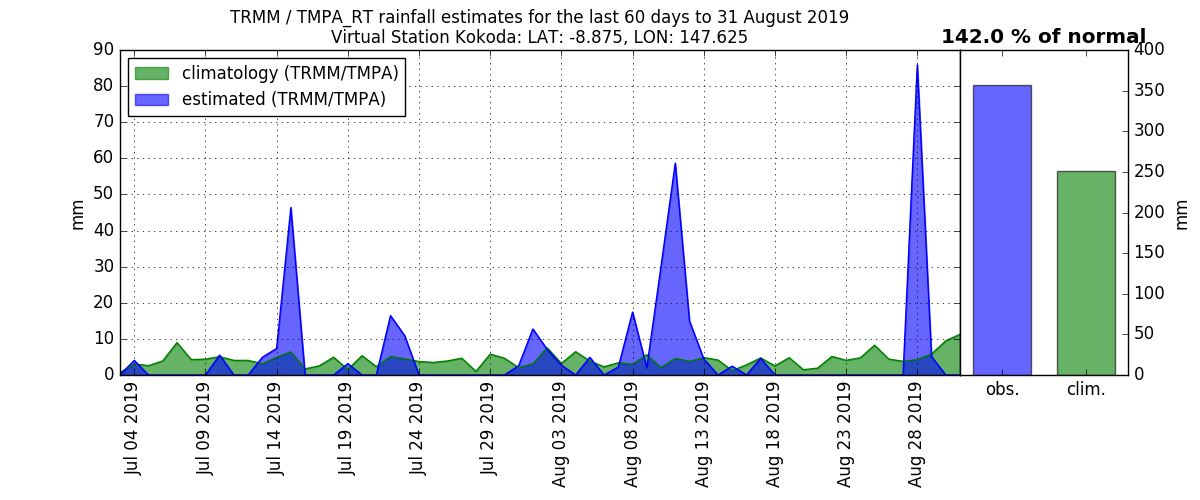 TRMM / TMPA_RT rainfall estimates for the last 60 days to 31 August 2019
Virtual Station Kokoda: LAT: -8.875, LON: 147.625
142.0 % of normal
climatology (TRMM/TMPA)
estimated (TRMM/TMPA)
mm
90
80
70
60
50
40
30
20
10
0
Jul 04 2019
Jul 09 2019
Jul 14 2019
Jul 19 2019
Jul 24 2019
Jul 29 2019
Aug 03 2019
Aug 08 2019
Aug 13 2019
Aug 18 2019
Aug 23 2019
Aug 28 2019
400
350
300
250
200
150
100
50
0
mm
obs.
clim.